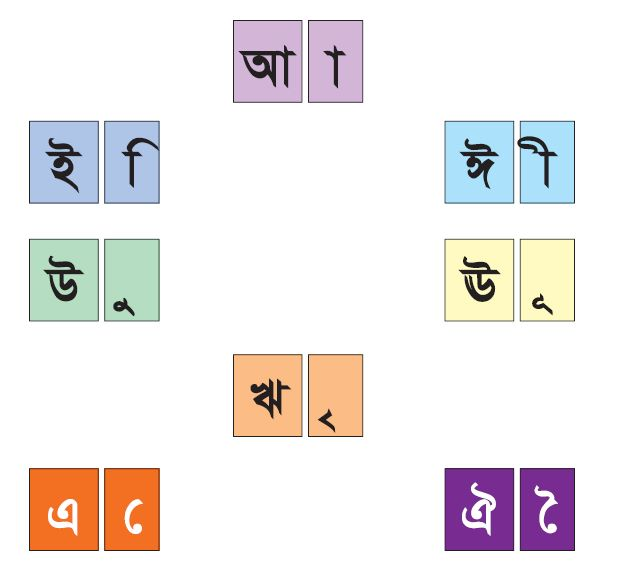 আ া
ই ি ঈ ী
উ ু ঊ ূ
ঋ ৃ
এ ে ঐ ৈ